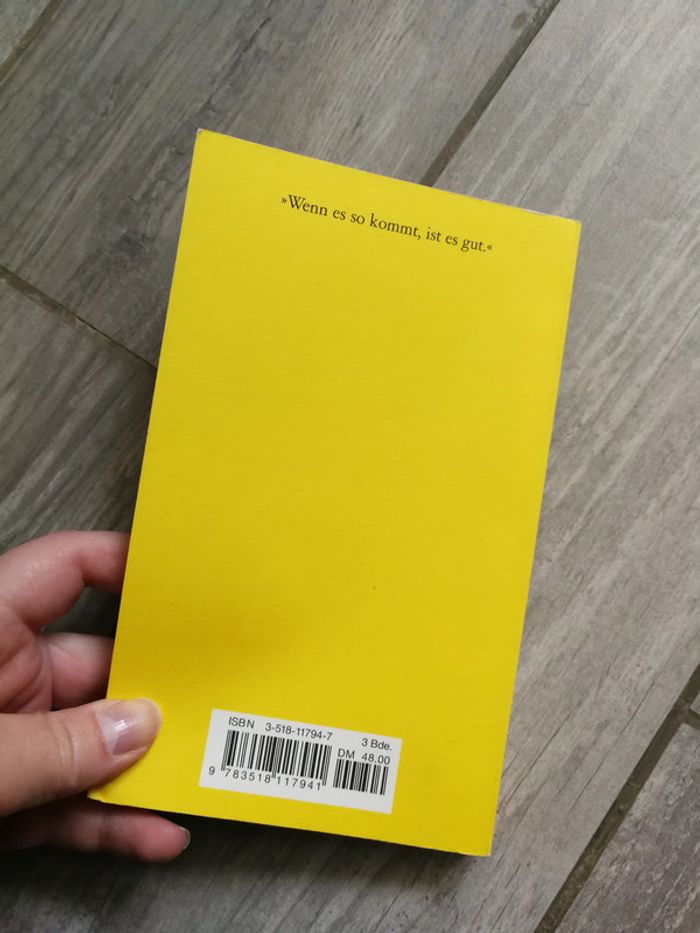 »Wenn es so kommt, ist es gut.«
ISBN 3-518-11794-7
3 Bde.
DM 48.00
9 783518 117941